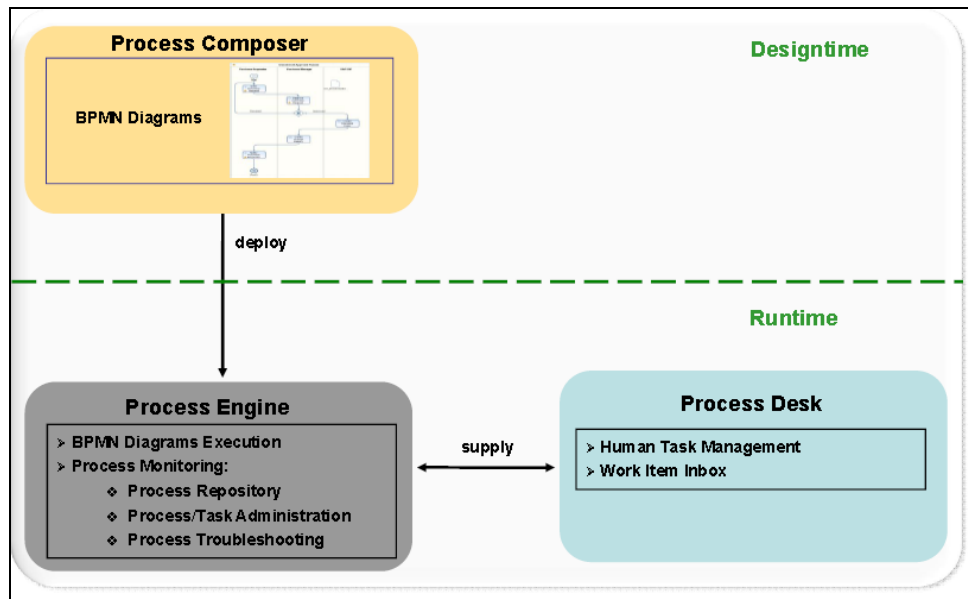 Process Composer
Designtime
BPMN Diagrams
deploy
Runtime
Process Engine
➢ BPMN Diagrams Execution
➢ Process Monitoring:
❖ Process Repository
❖ Process/Task Administration
❖ Process Troubleshooting
supply
Process Desk
➢ Human Task Management
➢ Work Item Inbox